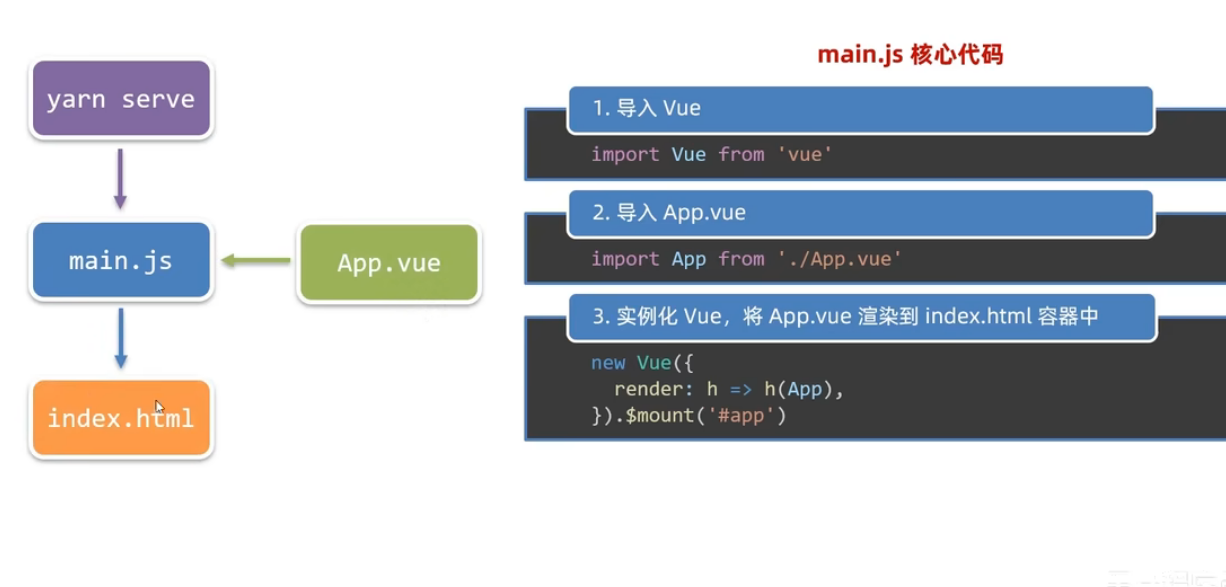 main.js 核心代码
yarn serve
main.js
App.vue
index.html
1. 导入 Vue
import Vue from 'vue'
2. 导入 App.vue
import App from './App.vue'
3. 实例化 Vue，将 App.vue 渲染到 index.html 容器中
new Vue({
  render: h => h(App),
}).$mount('#app')